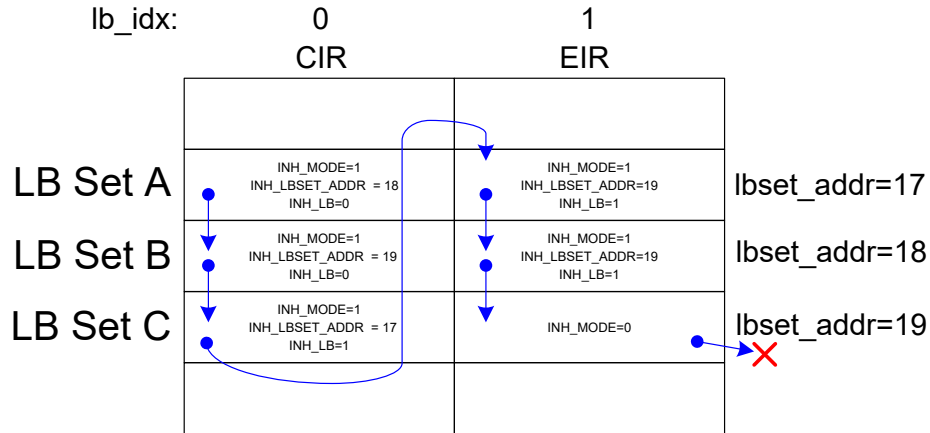 lb_idx: 0 1
CIR EIR
LB Set A
INH_MODE=1
INH_LBSET_ADDR = 18
INH_LB=0
INH_MODE=1
INH_LBSET_ADDR=19
INH_LB=1
lbset_addr=17
LB Set B
INH_MODE=1
INH_LBSET_ADDR = 19
INH_LB=0
INH_MODE=1
INH_LBSET_ADDR=19
INH_LB=1
lbset_addr=18
LB Set C
INH_MODE=1
INH_LBSET_ADDR = 17
INH_LB=1
INH_MODE=0
lbset_addr=19